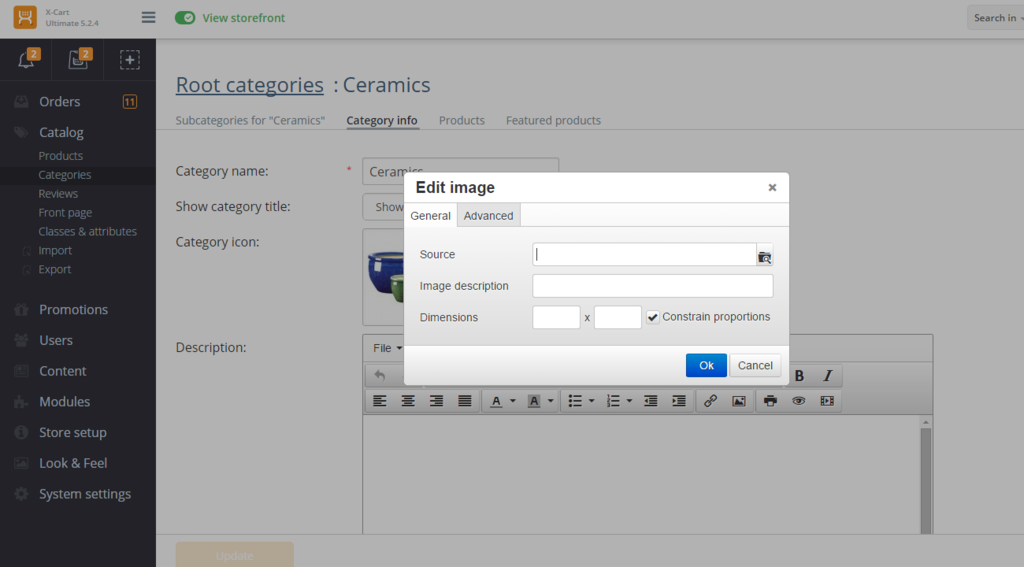 X-Cart
Ultimate 5.2.4
View storefront
Search in
2
2
Orders
11
Catalog
Products
Categories
Reviews
Front page
Classes & attributes
Import
Export
Promotions
Users
Content
Modules
Store setup
Look & Feel
System settings
Root categories : Ceramics
Subcategories for "Ceramics" Category info Products Featured products
Category name: * Ceramics
Show category title: Show
Category icon:
Description:
Edit image ×
General Advanced
Source
Image description
Dimensions x Constrain proportions
Ok Cancel
File
B I
A A
Update